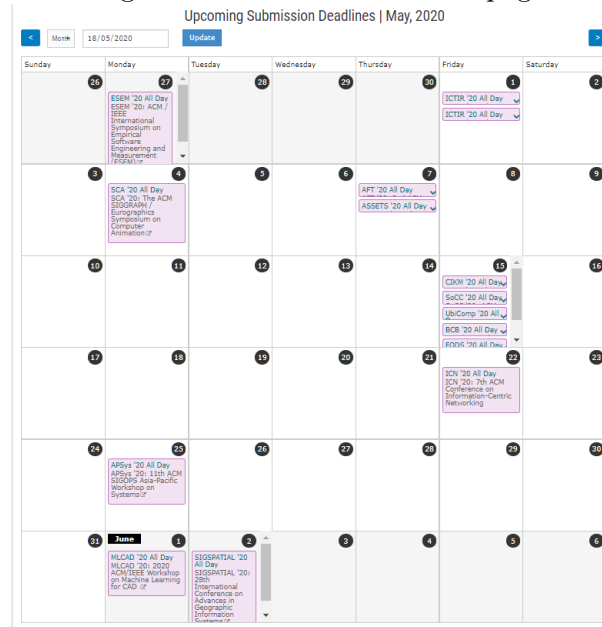 Upcoming Submission Deadlines | May, 2020
< Month 18/05/2020 Update >
Sunday Monday Tuesday Wednesday Thursday Friday Saturday
26 27 28 29 30 1 2
ESEM '20 All Day
ESEM '20: ACM /
IEEE
International
Symposium on
Empirical
Software
Engineering and
Measurement
(ESEM)
ICTIR '20 All Day
ICTIR '20 All Day
3 4 5 6 7 8 9
SCA '20 All Day
SCA '20: The ACM
SIGGRAPH /
Eurographics
Symposium on
Computer
Animation
AFT '20 All Day
ASSETS '20 All Day
10 11 12 13 14 15 16
CIKM '20 All Day
SoCC '20 All Day
UbiComp '20 All
BCB '20 All Day
FODS '20 All Day
17 18 19 20 21 22 23
ICN '20 All Day
ICN '20: 7th ACM
Conference on
Information-Centric
Networking
24 25 26 27 28 29 30
APSys '20 All Day
APSys '20: 11th ACM
SIGOPS Asia-Pacific
Workshop on
Systems
31 June 1 2 3 4 5 6
MLCAD '20 All Day
MLCAD '20: 2020
ACM/IEEE Workshop
on Machine Learning
for CAD
SIGSPATIAL '20
All Day
SIGSPATIAL '20:
28th
International
Conference on
Advances in
Geographic
Information
Systems